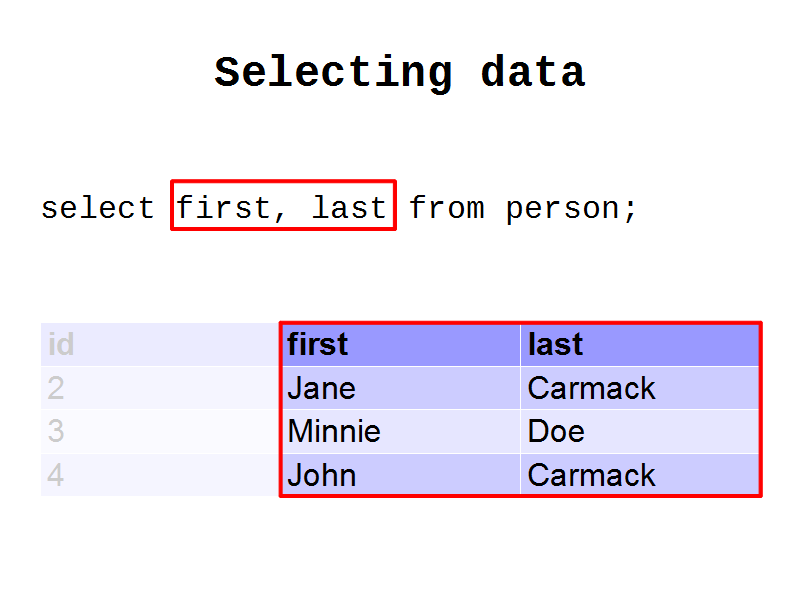 Selecting data
select first, last from person;
id first last
2 Jane Carmack
3 Minnie Doe
4 John Carmack